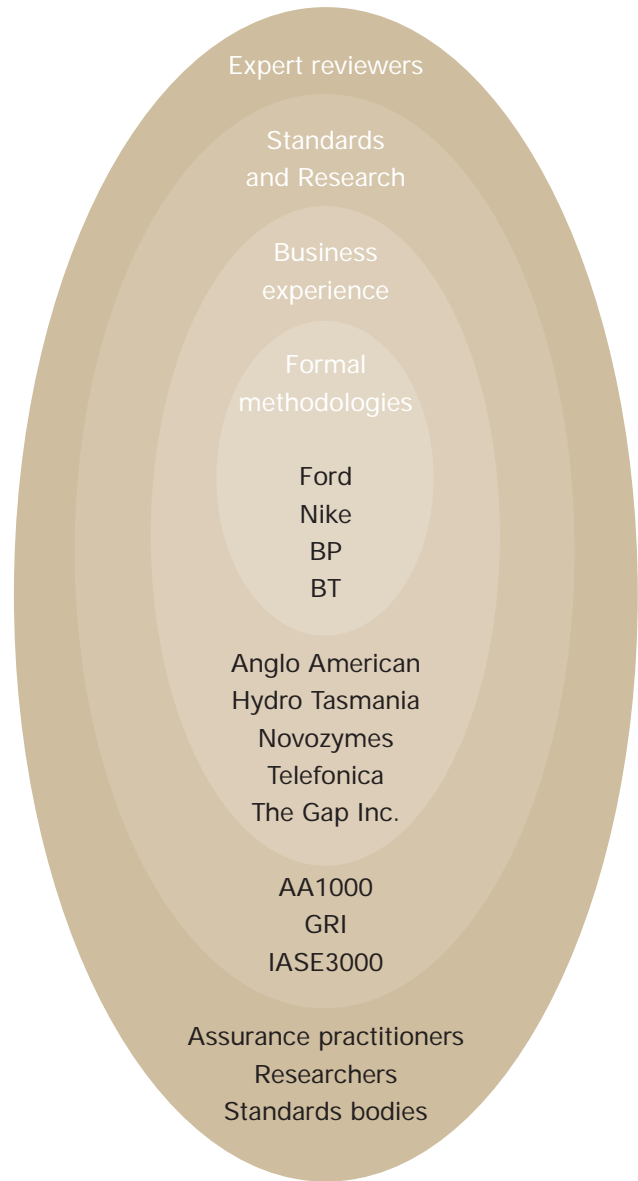 Expert reviewers
Standards
and Research
Business
experience
Formal
methodologies
Ford
Nike
BP
BT
Anglo American
Hydro Tasmania
Novozymes
Telefonica
The Gap Inc.
AA1000
GRI
IASE3000
Assurance practitioners
Researchers
Standards bodies